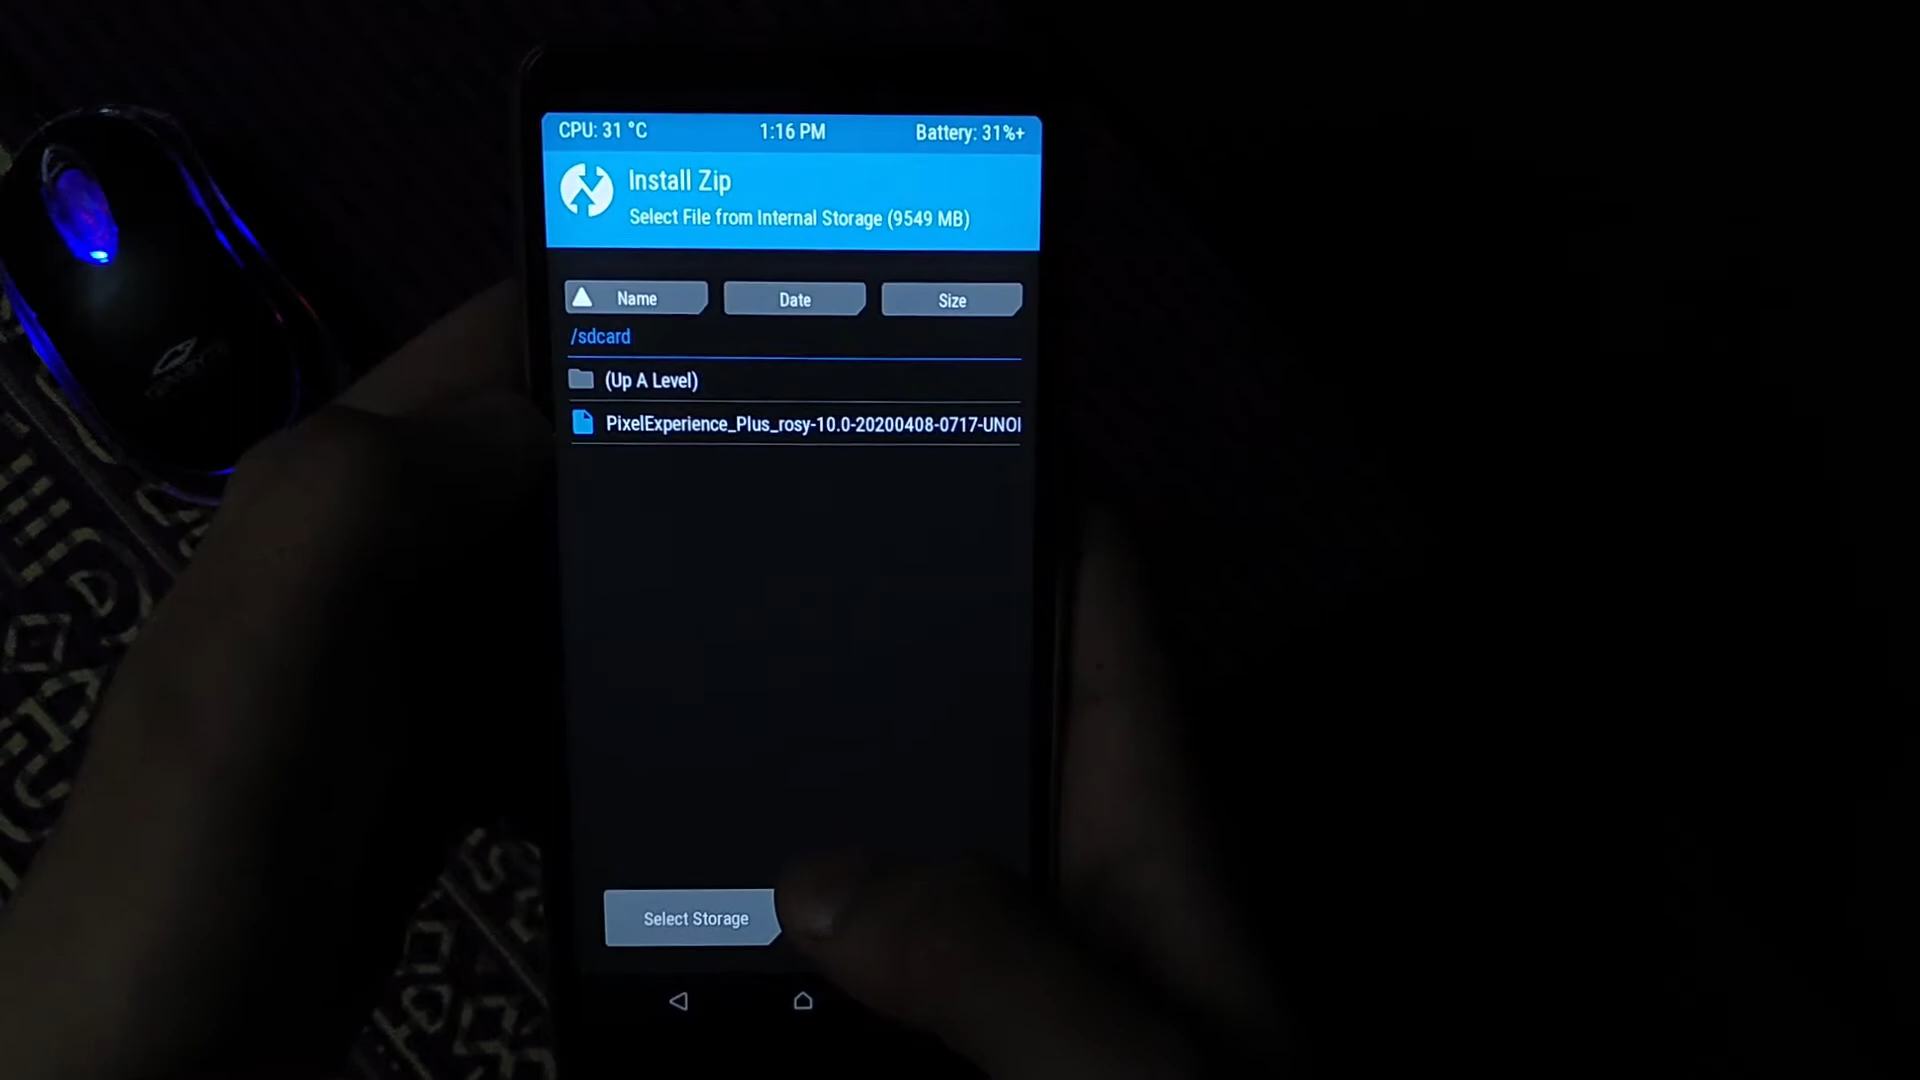 CPU: 31 °C 1:16 PM Battery: 31%+
Install Zip
Select File from Internal Storage (9549 MB)
Name Date Size
/sdcard
(Up A Level)
PixelExperience_Plus_rosy-10.0-20200408-0717-UNO
Select Storage